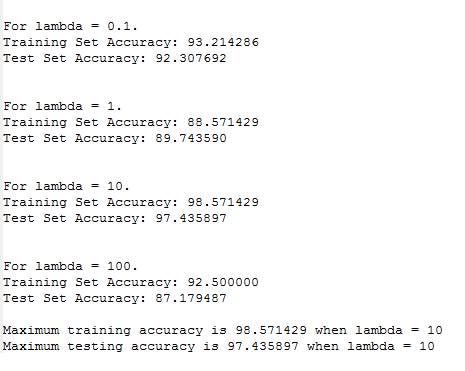 For lambda = 0.1.
Training Set Accuracy: 93.214286
Test Set Accuracy: 92.307692
For lambda = 1.
Training Set Accuracy: 88.571429
Test Set Accuracy: 89.743590
For lambda = 10.
Training Set Accuracy: 98.571429
Test Set Accuracy: 97.435897
For lambda = 100.
Training Set Accuracy: 92.500000
Test Set Accuracy: 87.179487
Maximum training accuracy is 98.571429 when lambda = 10
Maximum testing accuracy is 97.435897 when lambda = 10